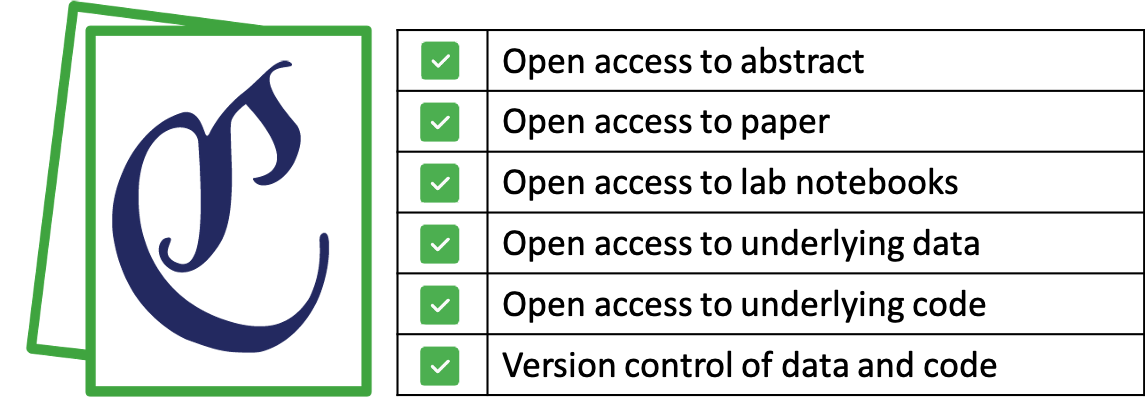 Open access to abstract
Open access to paper
Open access to lab notebooks
Open access to underlying data
Open access to underlying code
Version control of data and code